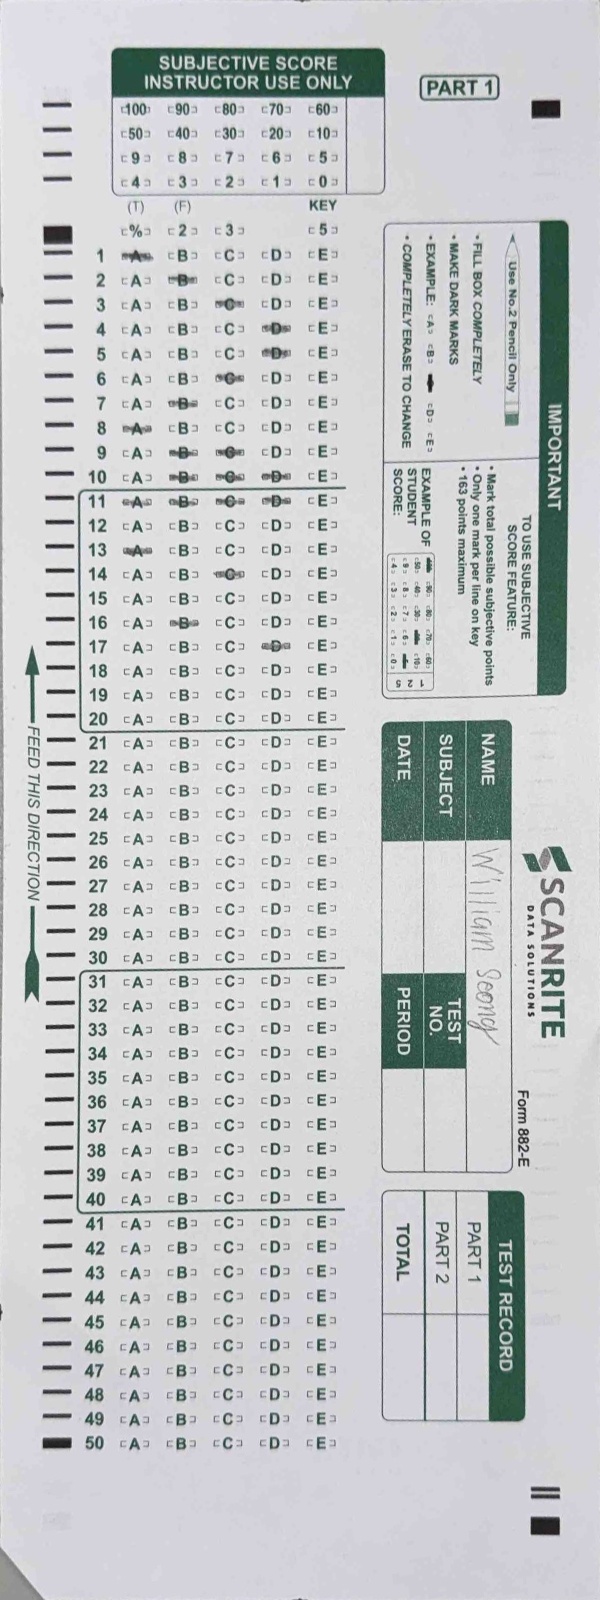 SUBJECTIVE SCORE
INSTRUCTOR USE ONLY
100 90 80 70 60
50 40 30 20 10
9 8 7 6 5
4 3 2 1 0
(T) (F) KEY
% 2 3 5
1 A B C D E
2 A B C D E
3 A B C D E
4 A B C D E
5 A B C D E
6 A B C D E
7 A B C D E
8 A B C D E
9 A B C D E
10 A B C D E
11 A B C D E
12 A B C D E
13 A B C D E
14 A B C D E
15 A B C D E
16 A B C D E
17 A B C D E
18 A B C D E
19 A B C D E
20 A B C D E
21 A B C D E
22 A B C D E
23 A B C D E
24 A B C D E
25 A B C D E
26 A B C D E
27 A B C D E
28 A B C D E
29 A B C D E
30 A B C D E
31 A B C D E
32 A B C D E
33 A B C D E
34 A B C D E
35 A B C D E
36 A B C D E
37 A B C D E
38 A B C D E
39 A B C D E
40 A B C D E
41 A B C D E
42 A B C D E
43 A B C D E
44 A B C D E
45 A B C D E
46 A B C D E
47 A B C D E
48 A B C D E
49 A B C D E
50 A B C D E
FEED THIS DIRECTION
PART 1
IMPORTANT
Use No.2 Pencil Only
• FILL BOX COMPLETELY
• MAKE DARK MARKS
• EXAMPLE: A B D E
• COMPLETELY ERASE TO CHANGE
TO USE SUBJECTIVE
SCORE FEATURE:
• Mark total possible subjective points
• Only one mark per line on key
• 163 points maximum
EXAMPLE OF
STUDENT
SCORE:
90 80 70 60
50 40 30 10
9 8 7 6
4 3 2 1 0
1
2
5
SCANRITE
DATA SOLUTIONS
Form 882-E
NAME William Soong
SUBJECT
TEST
NO.
DATE
PERIOD
TEST RECORD
PART 1
PART 2
TOTAL